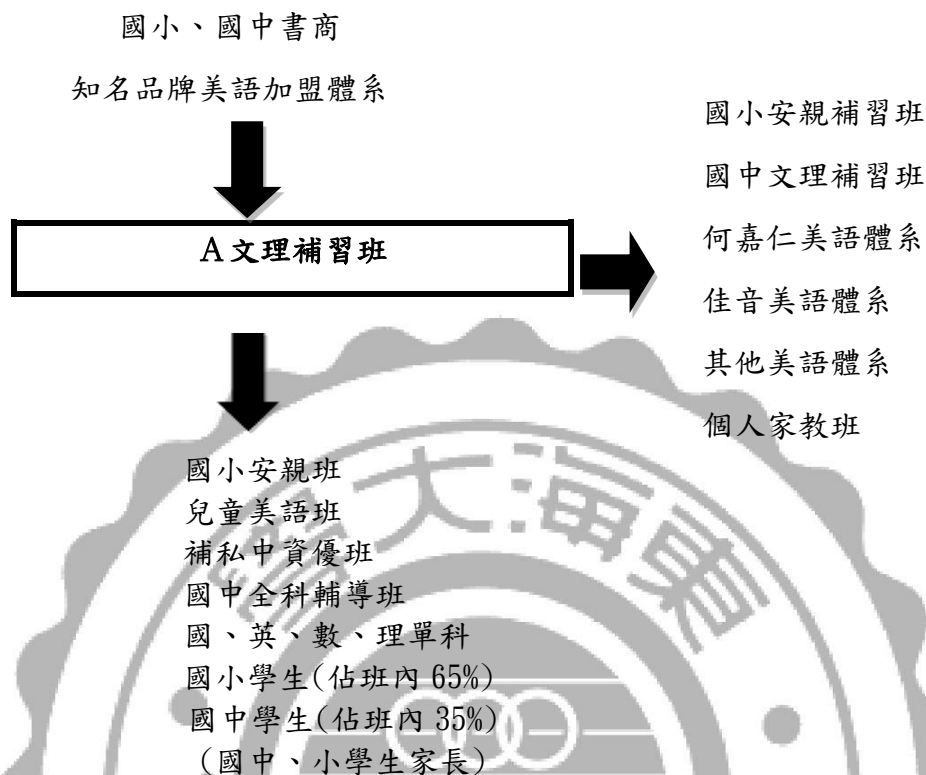 國小、國中書商
知名品牌美語加盟體系
A文理補習班
國小安親補習班
國中文理補習班
何嘉仁美語體系
佳音美語體系
其他美語體系
個人家教班
國小安親班
兒童美語班
補私中資優班
國中全科輔導班
國、英、數、理單科
國小學生(佔班內 65%)
國中學生(佔班內 35%)
(國中、小學生家長)
學大海東